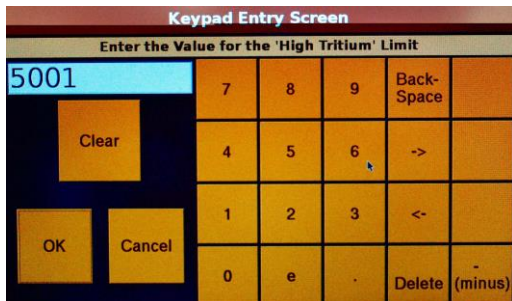 Keypad Entry Screen
Enter the Value for the 'High Tritium' Limit
5001
7 8 9 Back-
Space
Clear
4 5 6 ->
1 2 3 <-
OK Cancel
0 e . Delete -
(minus)